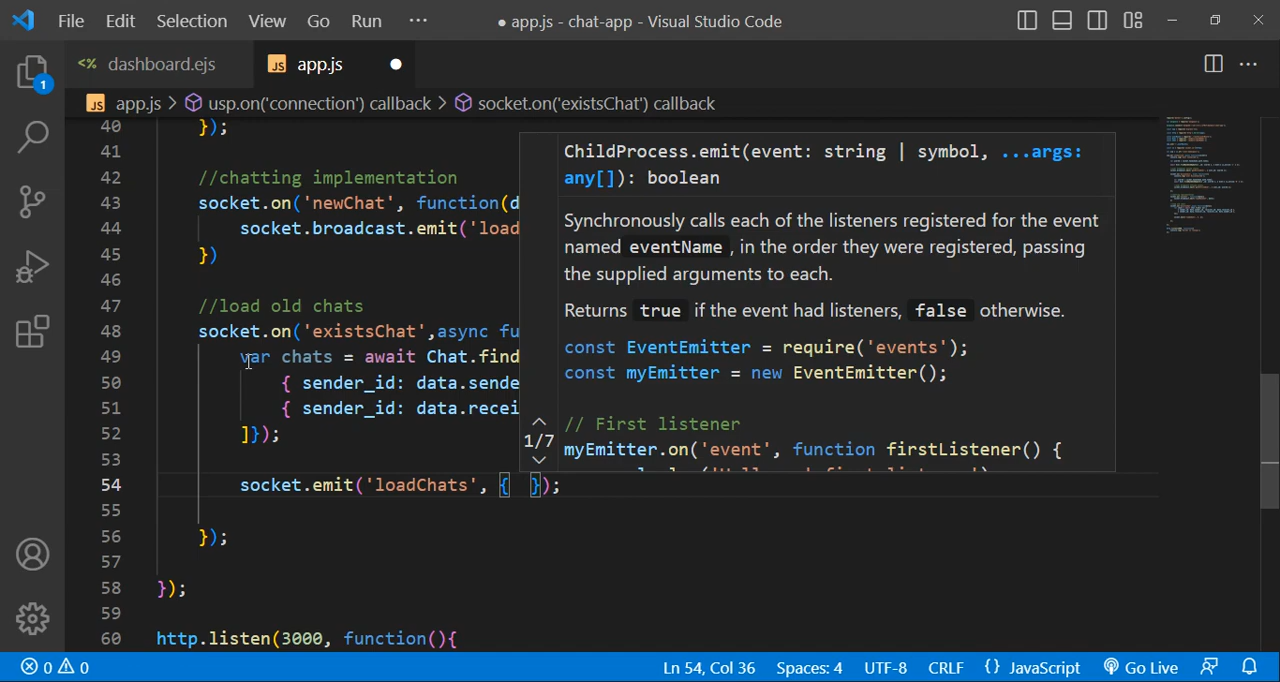 File Edit Selection View Go Run ··· ● app.js - chat-app - Visual Studio Code
1
<% dashboard.ejs JS app.js ●
JS app.js > usp.on('connection') callback > socket.on('existsChat') callback
40 });
41
42 //chatting implementation
43 socket.on('newChat', function(d
44 socket.broadcast.emit('load
45 })
46
47 //load old chats
48 socket.on('existsChat',async fu
49 var chats = await Chat.find
50 { sender_id: data.sende
51 { sender_id: data.recei
52 ]});
53
54 socket.emit('loadChats', { });
55
56 });
57
58 });
59
60 http.listen(3000, function(){
ChildProcess.emit(event: string | symbol, ...args:
any[]): boolean
Synchronously calls each of the listeners registered for the event
named eventName, in the order they were registered, passing
the supplied arguments to each.
Returns true if the event had listeners, false otherwise.
const EventEmitter = require('events');
const myEmitter = new EventEmitter();
1/7
// First listener
myEmitter.on('event', function firstListener() {
0 0 Ln 54, Col 36 Spaces: 4 UTF-8 CRLF {} JavaScript Go Live